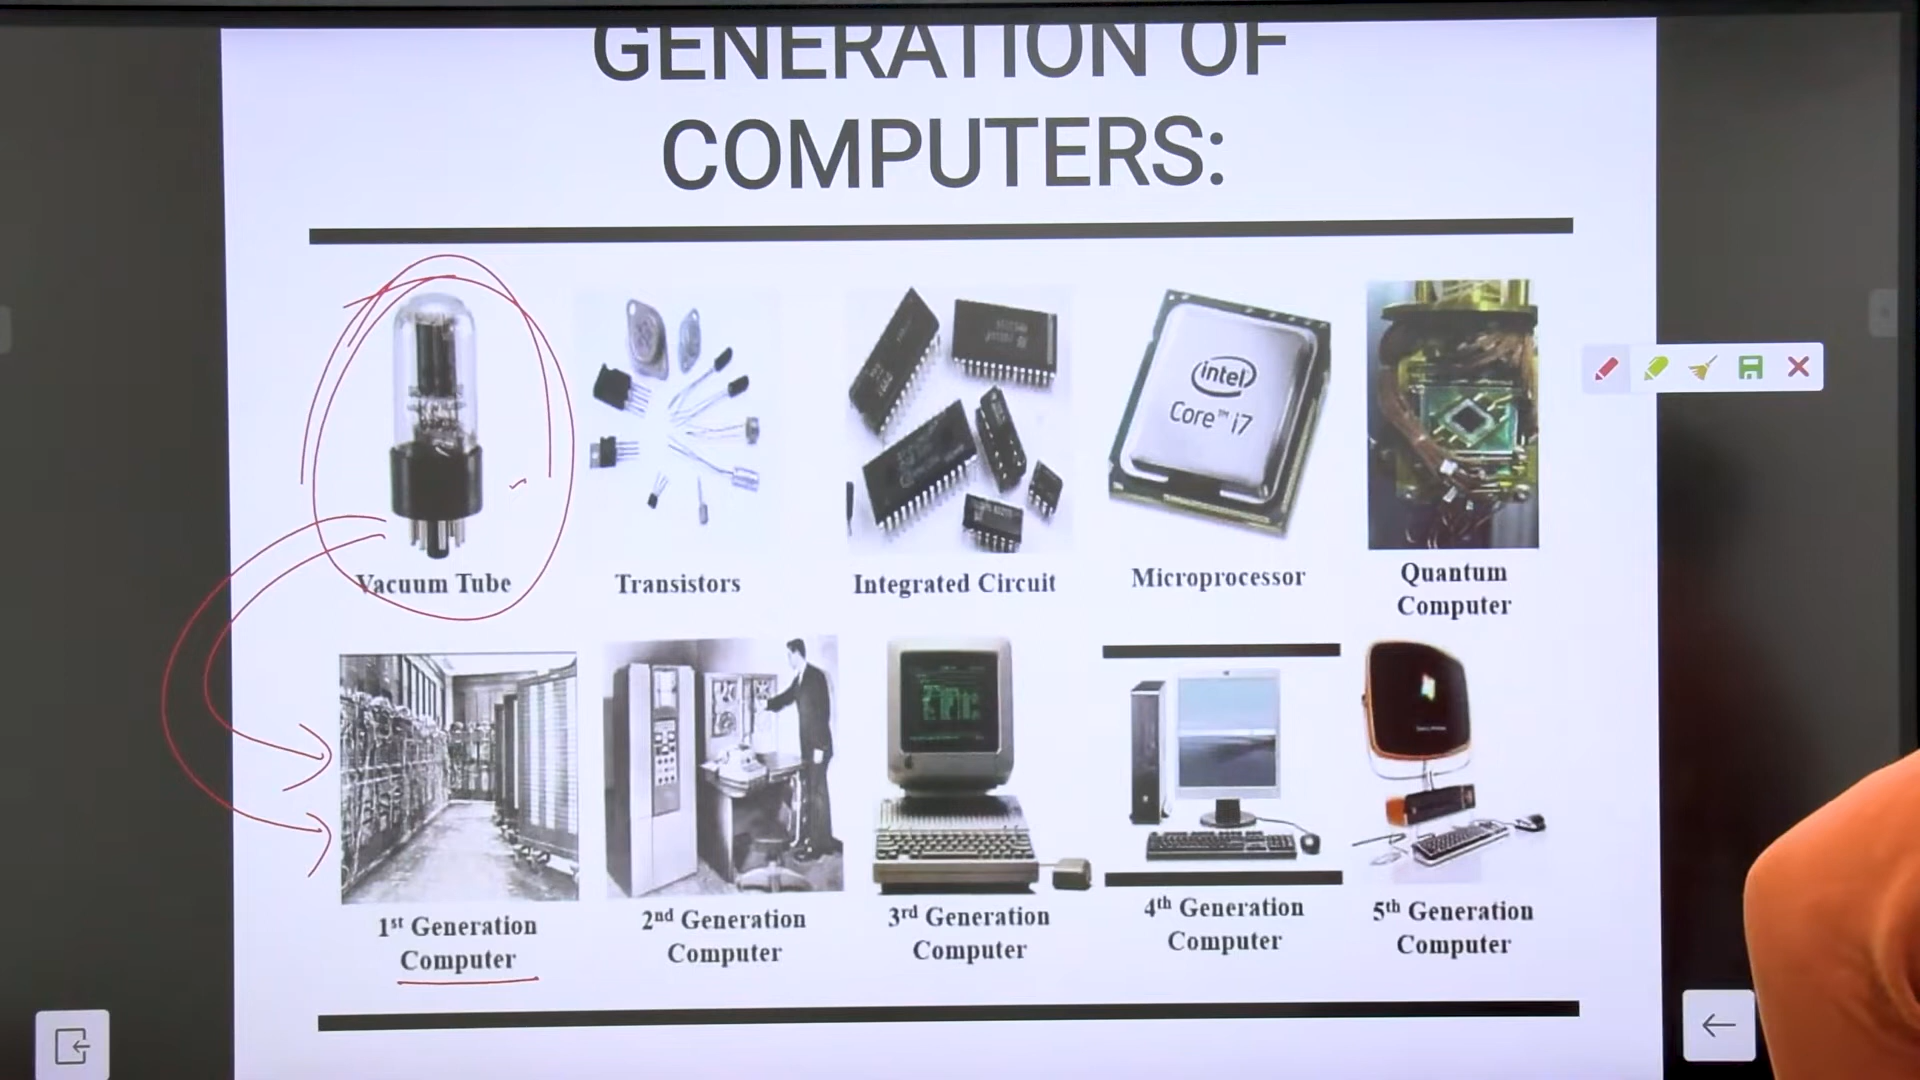 GENERATION OF
COMPUTERS:
intel
Core™ i7
Vacuum Tube
Transistors
Integrated Circuit
Microprocessor
Quantum
Computer
1st Generation
Computer
2nd Generation
Computer
3rd Generation
Computer
4th Generation
Computer
5th Generation
Computer